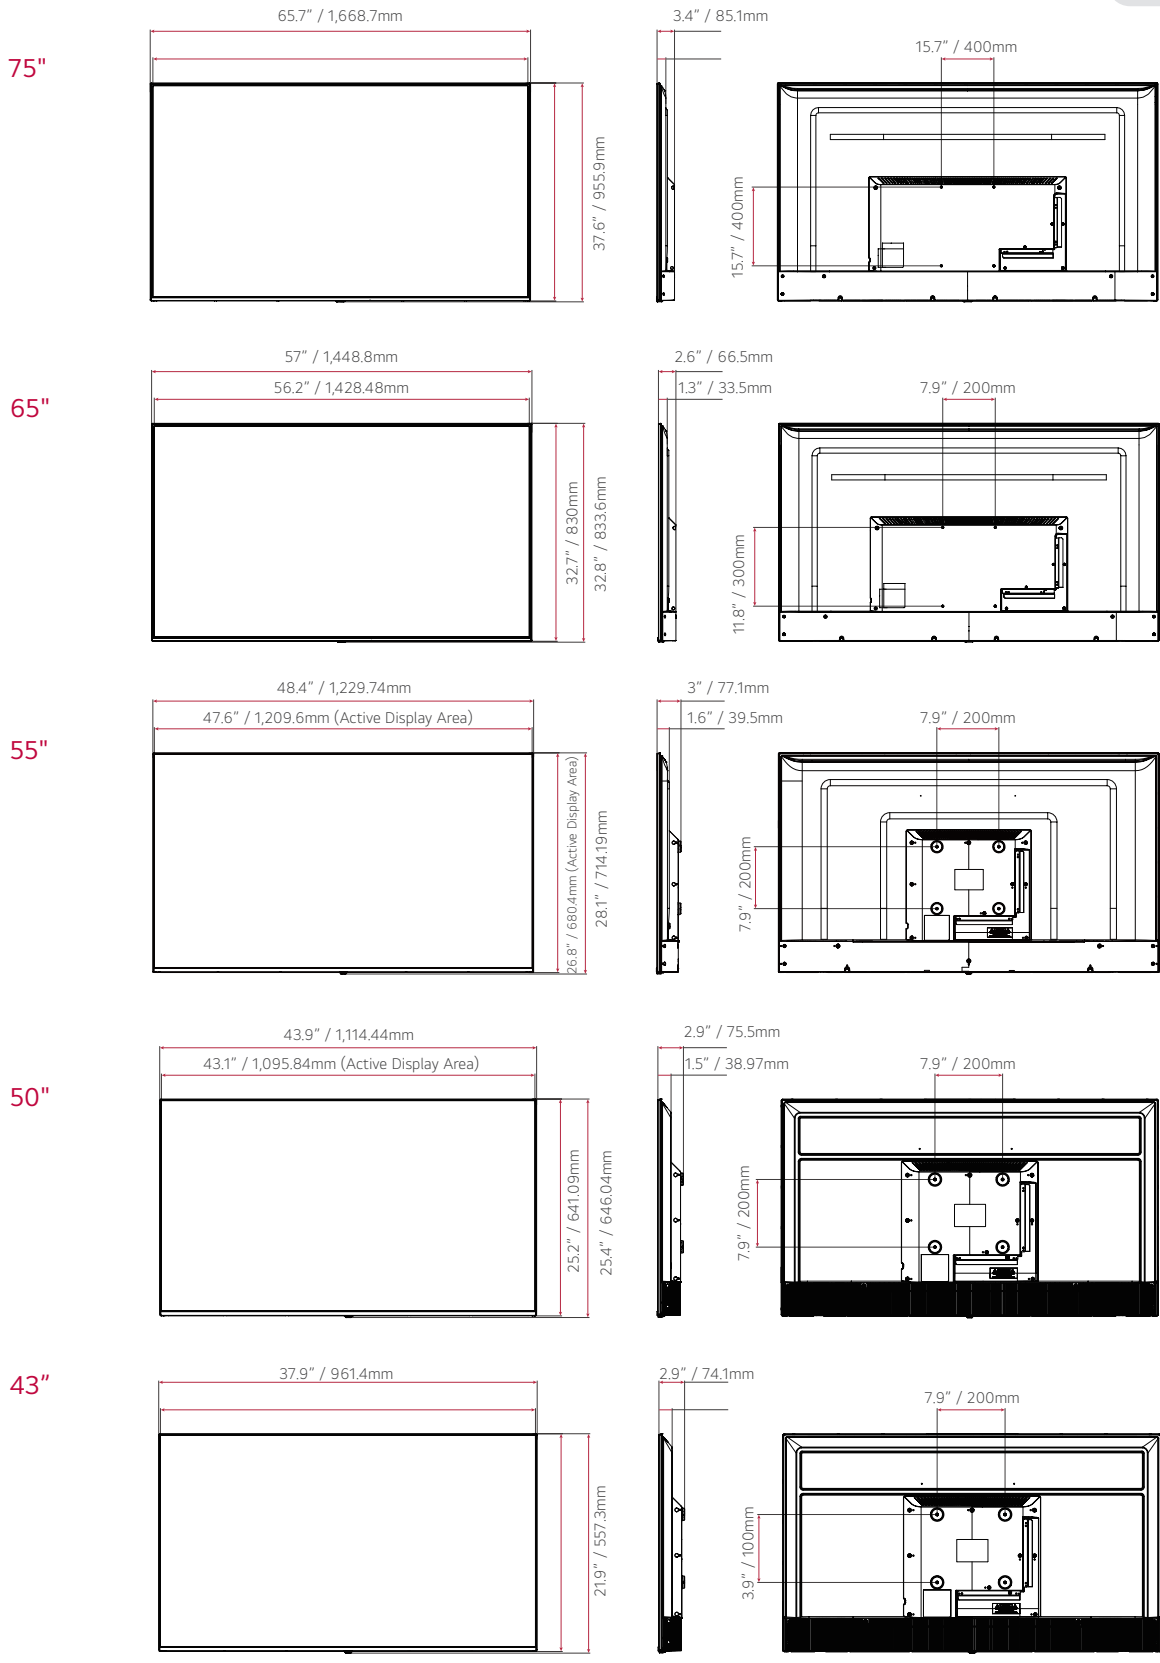 65.7” / 1,668.7mm
3.4” / 85.1mm
15.7” / 400mm
75"
37.6” / 955.9mm
15.7” / 400mm
57” / 1,448.8mm
2.6” / 66.5mm
56.2” / 1,428.48mm
1.3” / 33.5mm
7.9” / 200mm
65"
32.7” / 830mm
32.8” / 833.6mm
11.8” / 300mm
48.4” / 1,229.74mm
3” / 77.1mm
47.6” / 1,209.6mm (Active Display Area)
1.6” / 39.5mm
7.9” / 200mm
55"
26.8” / 680.4mm (Active Display Area)
28.1” / 714.19mm
7.9” / 200mm
43.9” / 1,114.44mm
2.9” / 75.5mm
43.1” / 1,095.84mm (Active Display Area)
1.5” / 38.97mm
7.9” / 200mm
50"
25.2” / 641.09mm
25.4” / 646.04mm
7.9” / 200mm
37.9” / 961.4mm
2.9” / 74.1mm
7.9” / 200mm
43”
21.9” / 557.3mm
3.9” / 100mm